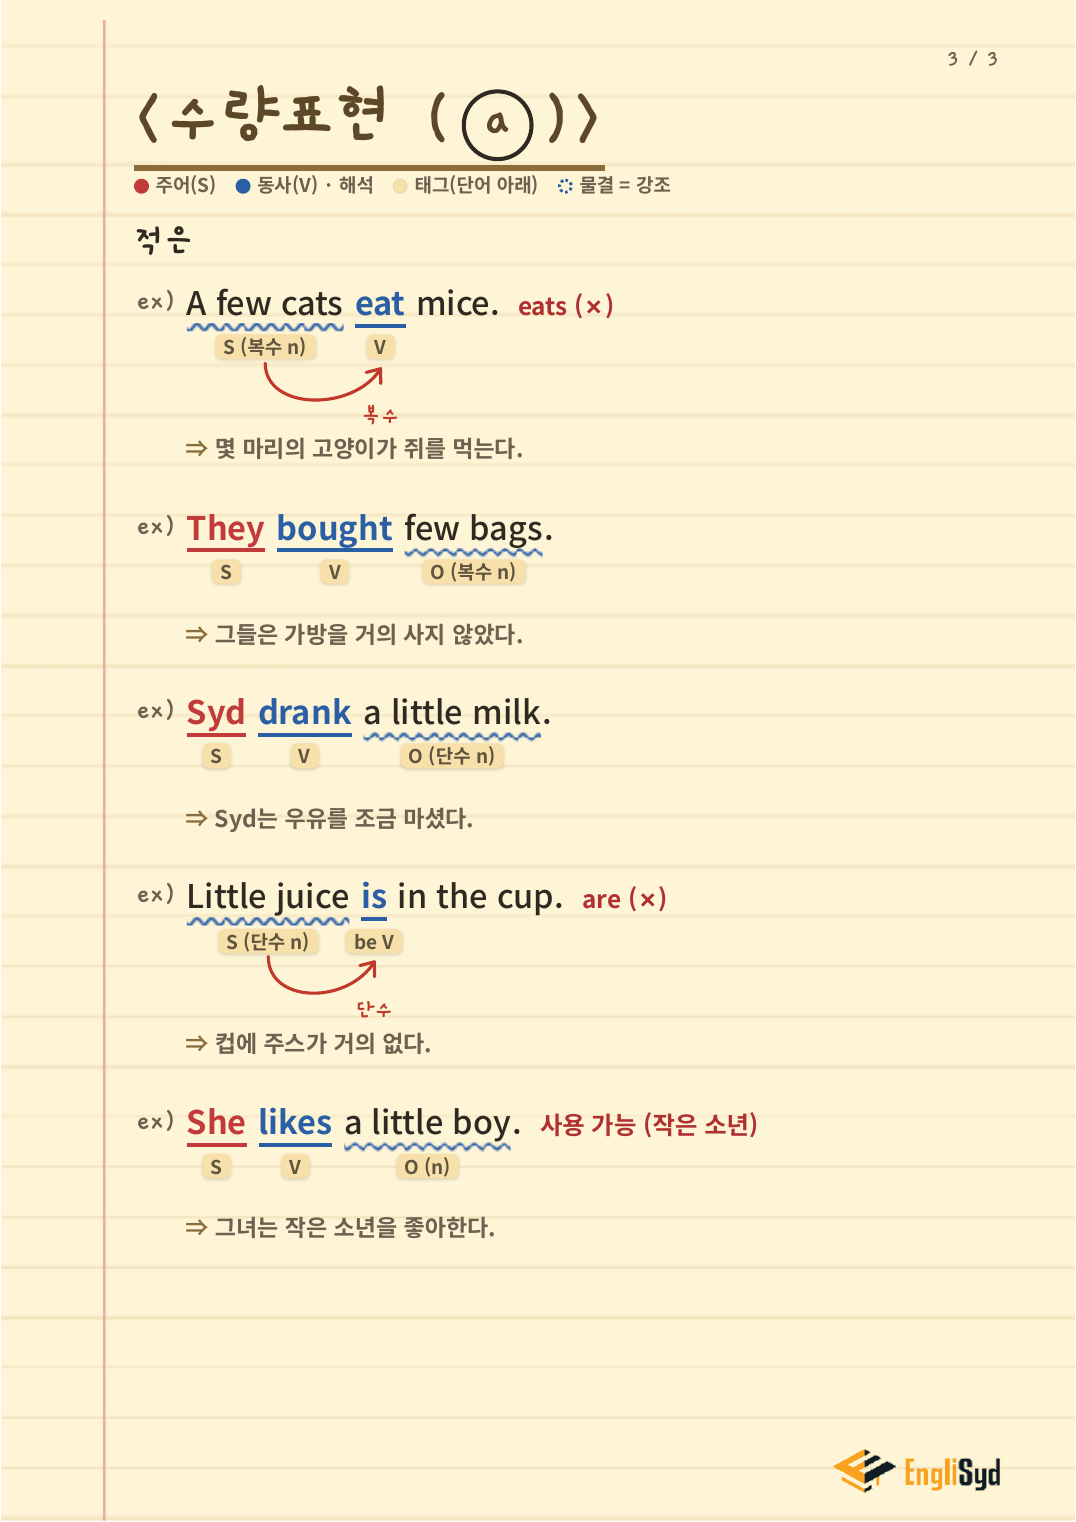 3 / 3
<수량표현 (a)>
주어(S) 동사(V) · 해석 태그(단어 아래) 물결 = 강조
적은
ex) A few cats eat mice. eats (×)
S (복수 n) V
복수
⇒ 몇 마리의 고양이가 쥐를 먹는다.
ex) They bought few bags.
S V O (복수 n)
⇒ 그들은 가방을 거의 사지 않았다.
ex) Syd drank a little milk.
S V O (단수 n)
⇒ Syd는 우유를 조금 마셨다.
ex) Little juice is in the cup. are (×)
S (단수 n) be V
단수
⇒ 컵에 주스가 거의 없다.
ex) She likes a little boy. 사용 가능 (작은 소년)
S V O (n)
⇒ 그녀는 작은 소년을 좋아한다.
EngliSyd